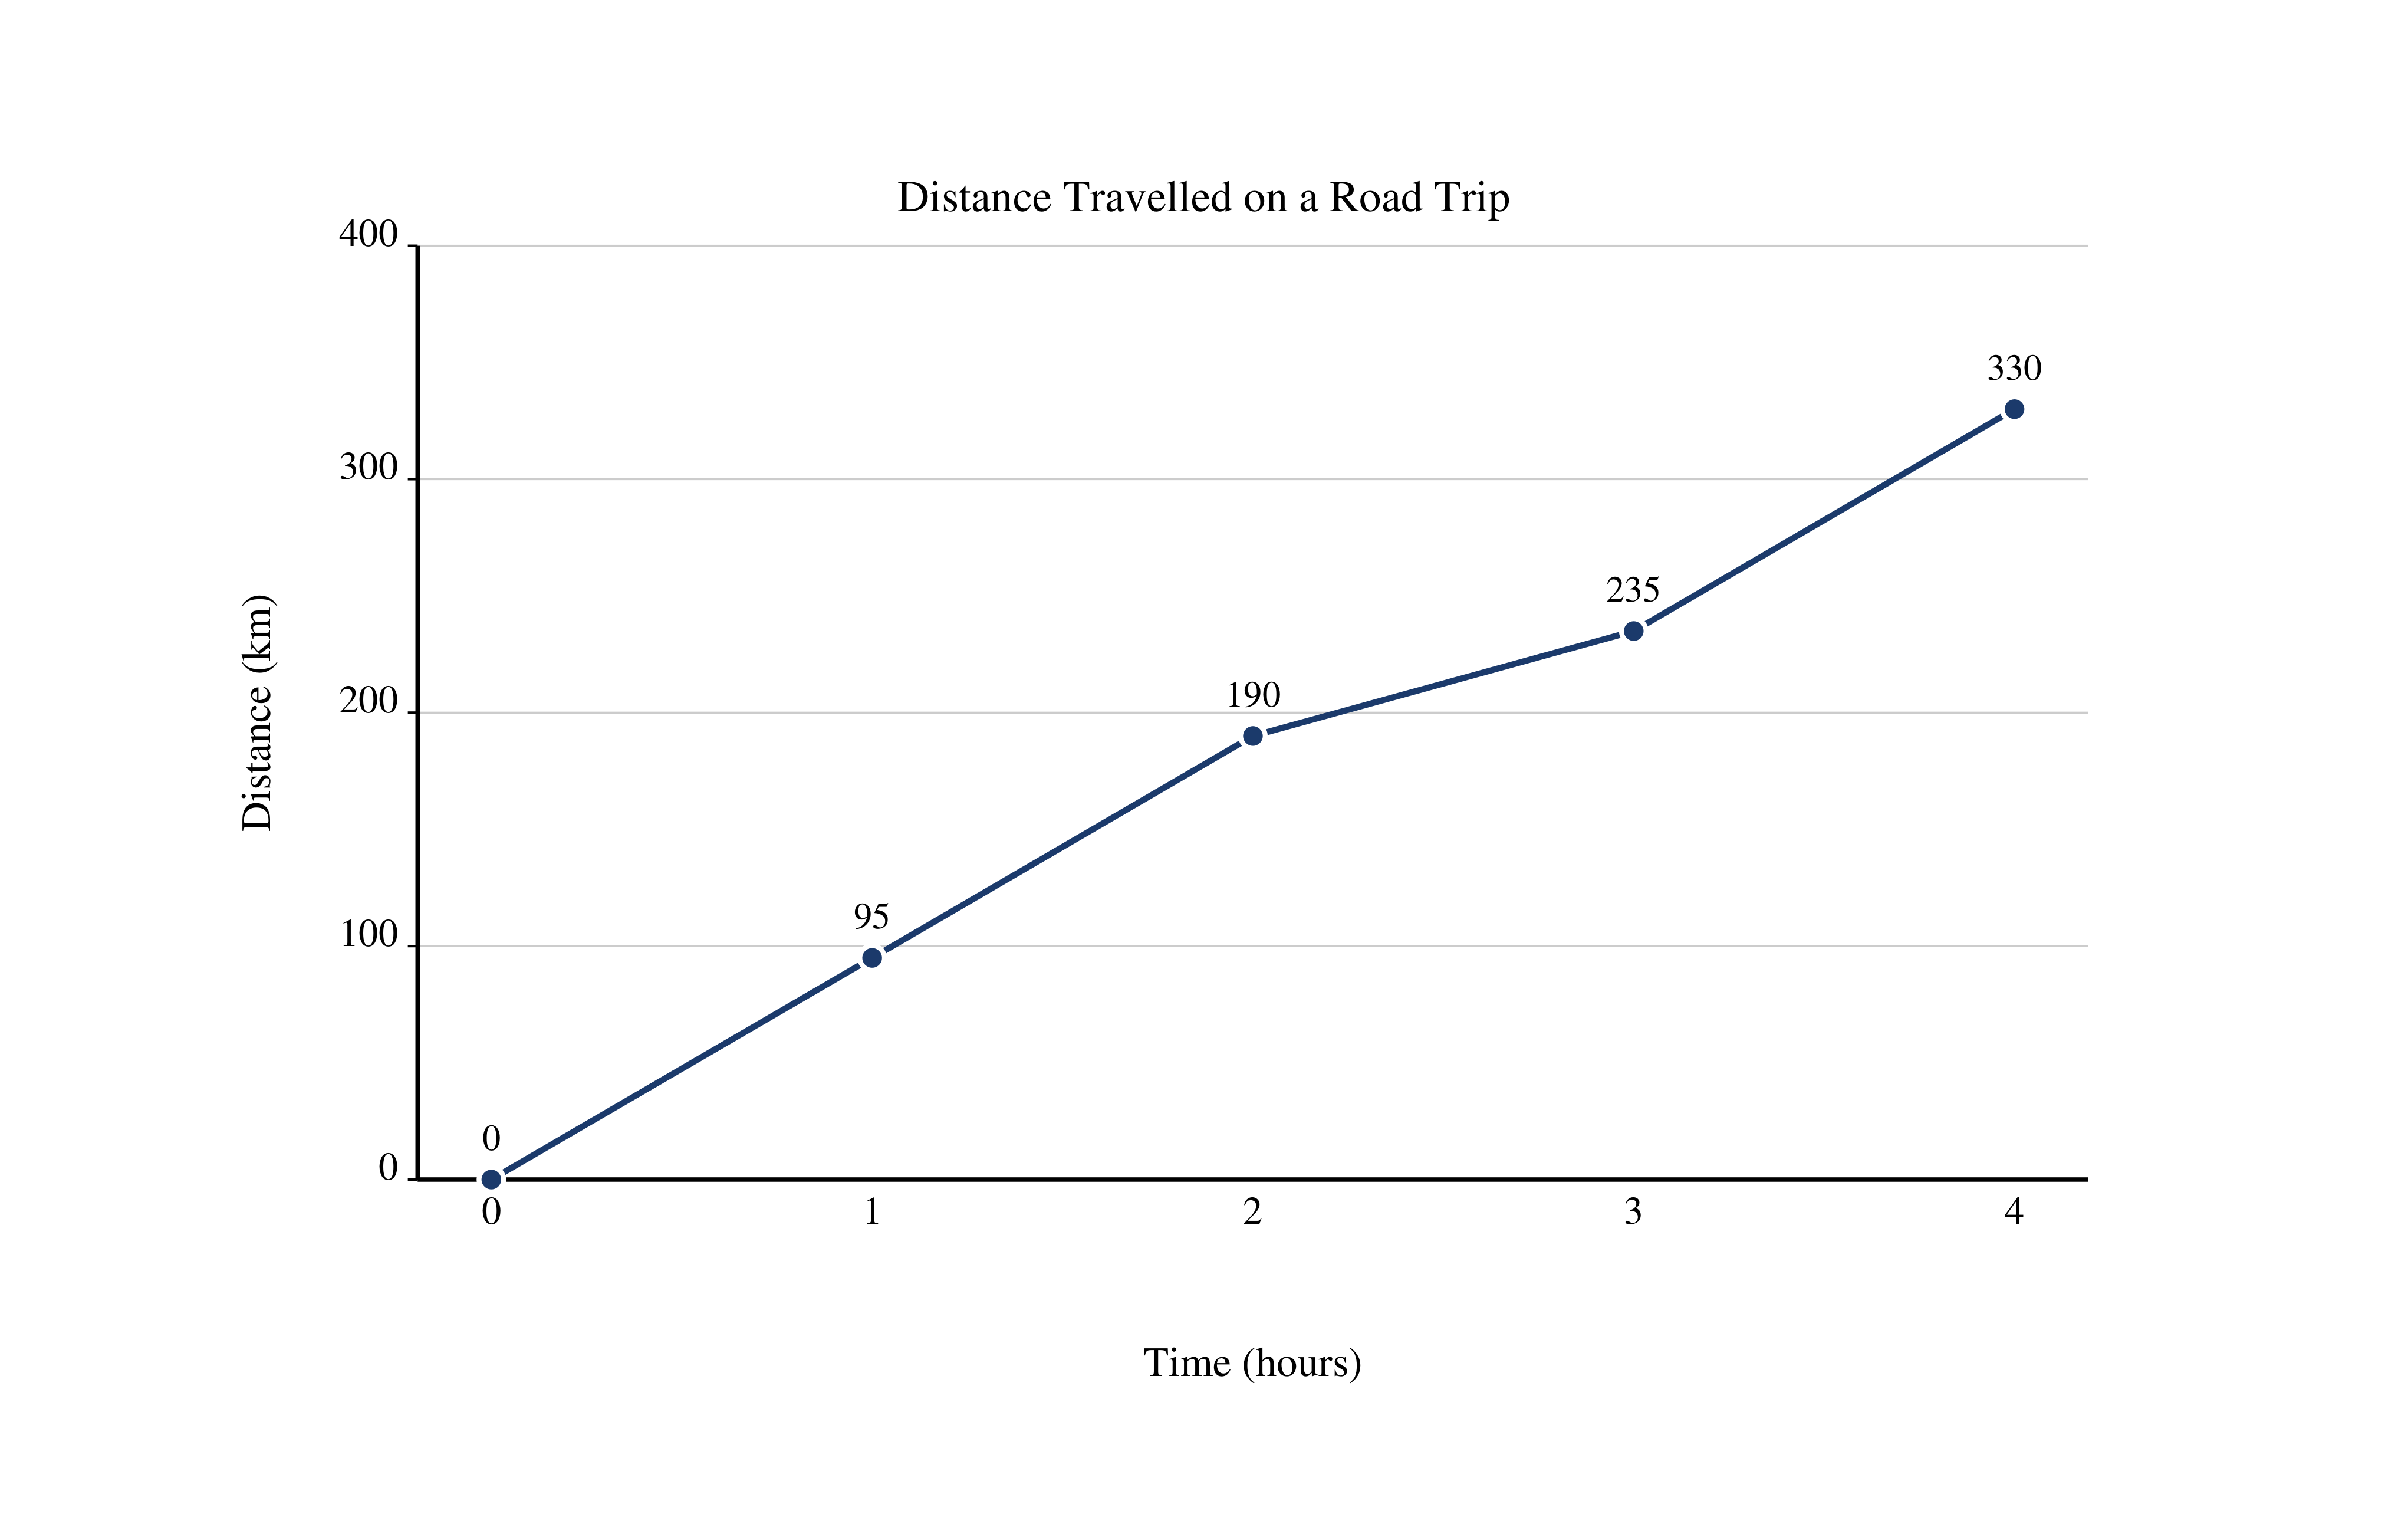 Distance Travelled on a Road Trip
400
300
200
100
0
Distance (km)
0
95
190
235
330
0 1 2 3 4
Time (hours)